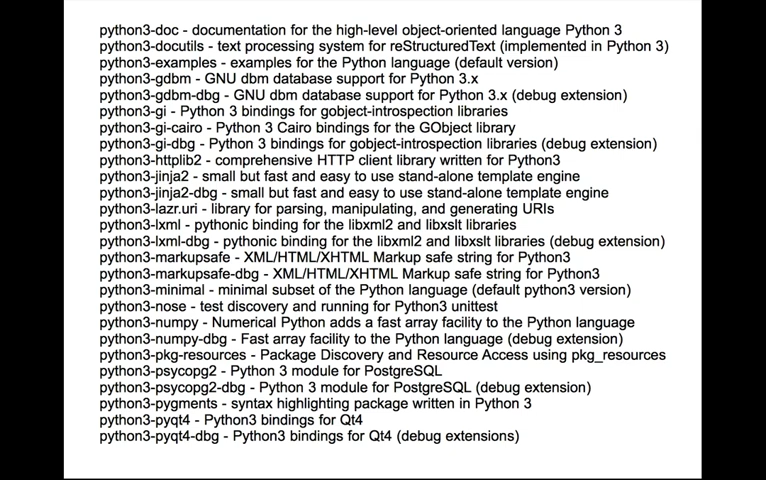 python3-doc - documentation for the high-level object-oriented language Python 3
python3-docutils - text processing system for reStructuredText (implemented in Python 3)
python3-examples - examples for the Python language (default version)
python3-gdbm - GNU dbm database support for Python 3.x
python3-gdbm-dbg - GNU dbm database support for Python 3.x (debug extension)
python3-gi - Python 3 bindings for gobject-introspection libraries
python3-gi-cairo - Python 3 Cairo bindings for the GObject library
python3-gi-dbg - Python 3 bindings for gobject-introspection libraries (debug extension)
python3-httplib2 - comprehensive HTTP client library written for Python3
python3-jinja2 - small but fast and easy to use stand-alone template engine
python3-jinja2-dbg - small but fast and easy to use stand-alone template engine
python3-lazr.uri - library for parsing, manipulating, and generating URIs
python3-lxml - pythonic binding for the libxml2 and libxslt libraries
python3-lxml-dbg - pythonic binding for the libxml2 and libxslt libraries (debug extension)
python3-markupsafe - XML/HTML/XHTML Markup safe string for Python3
python3-markupsafe-dbg - XML/HTML/XHTML Markup safe string for Python3
python3-minimal - minimal subset of the Python language (default python3 version)
python3-nose - test discovery and running for Python3 unittest
python3-numpy - Numerical Python adds a fast array facility to the Python language
python3-numpy-dbg - Fast array facility to the Python language (debug extension)
python3-pkg-resources - Package Discovery and Resource Access using pkg_resources
python3-psycopg2 - Python 3 module for PostgreSQL
python3-psycopg2-dbg - Python 3 module for PostgreSQL (debug extension)
python3-pygments - syntax highlighting package written in Python 3
python3-pyqt4 - Python3 bindings for Qt4
python3-pyqt4-dbg - Python3 bindings for Qt4 (debug extensions)